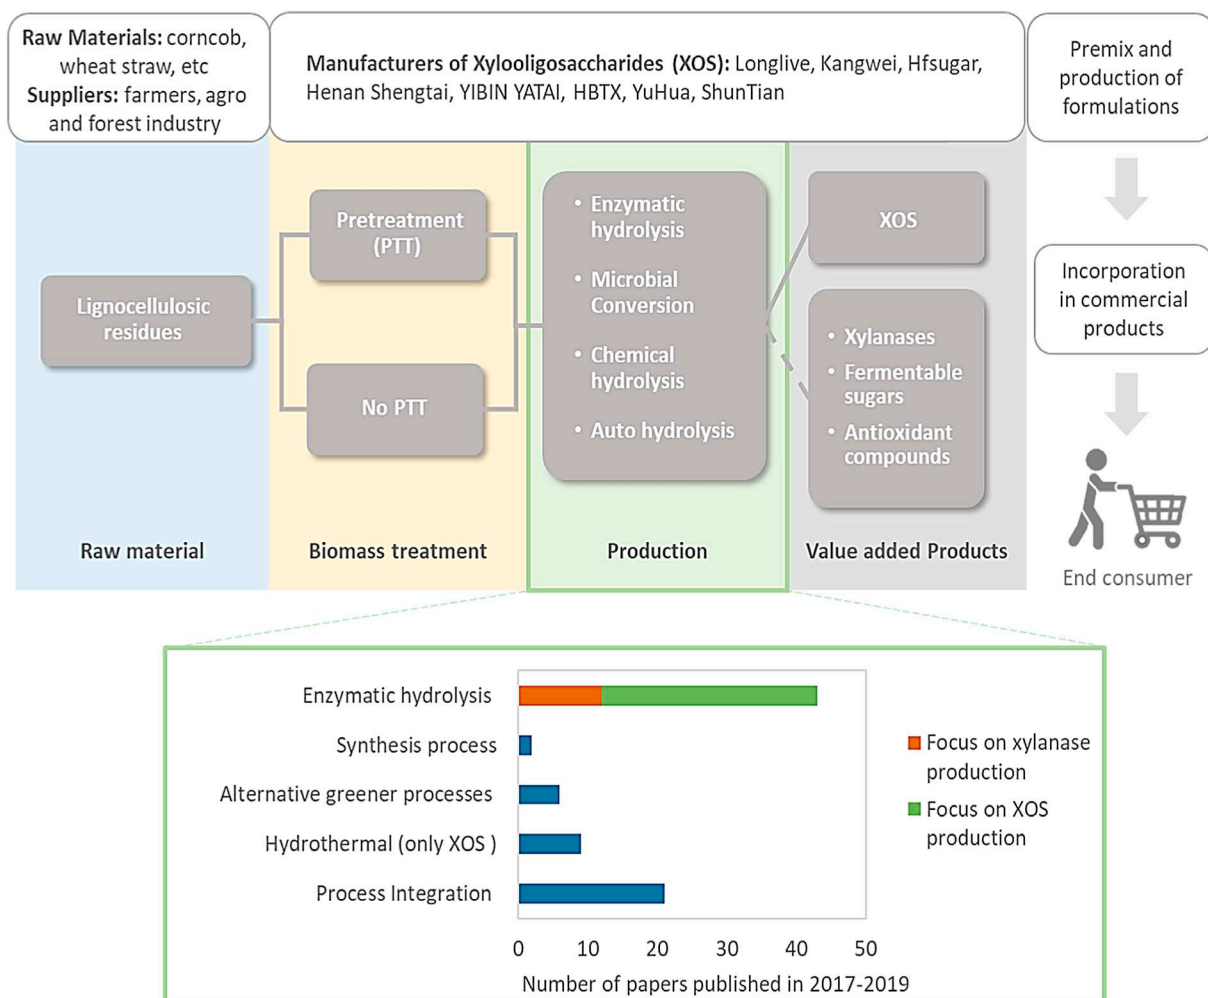 Raw Materials: corncob,
wheat straw, etc
Suppliers: farmers, agro
and forest industry
Manufacturers of Xylooligosaccharides (XOS): Longlive, Kangwei, Hfsugar,
Henan Shengtai, YIBIN YATAI, HBTX, YuHua, ShunTian
Premix and
production of
formulations
Lignocellulosic
residues
Pretreatment
(PTT)
No PTT
• Enzymatic
hydrolysis
• Microbial
Conversion
• Chemical
hydrolysis
• Auto hydrolysis
XOS
• Xylanases
• Fermentable
sugars
• Antioxidant
compounds
Incorporation
in commercial
products
Raw material
Biomass treatment
Production
Value added Products
End consumer
Enzymatic hydrolysis
Synthesis process
Alternative greener processes
Hydrothermal (only XOS )
Process Integration
0 10 20 30 40 50
Number of papers published in 2017-2019
Focus on xylanase
production
Focus on XOS
production